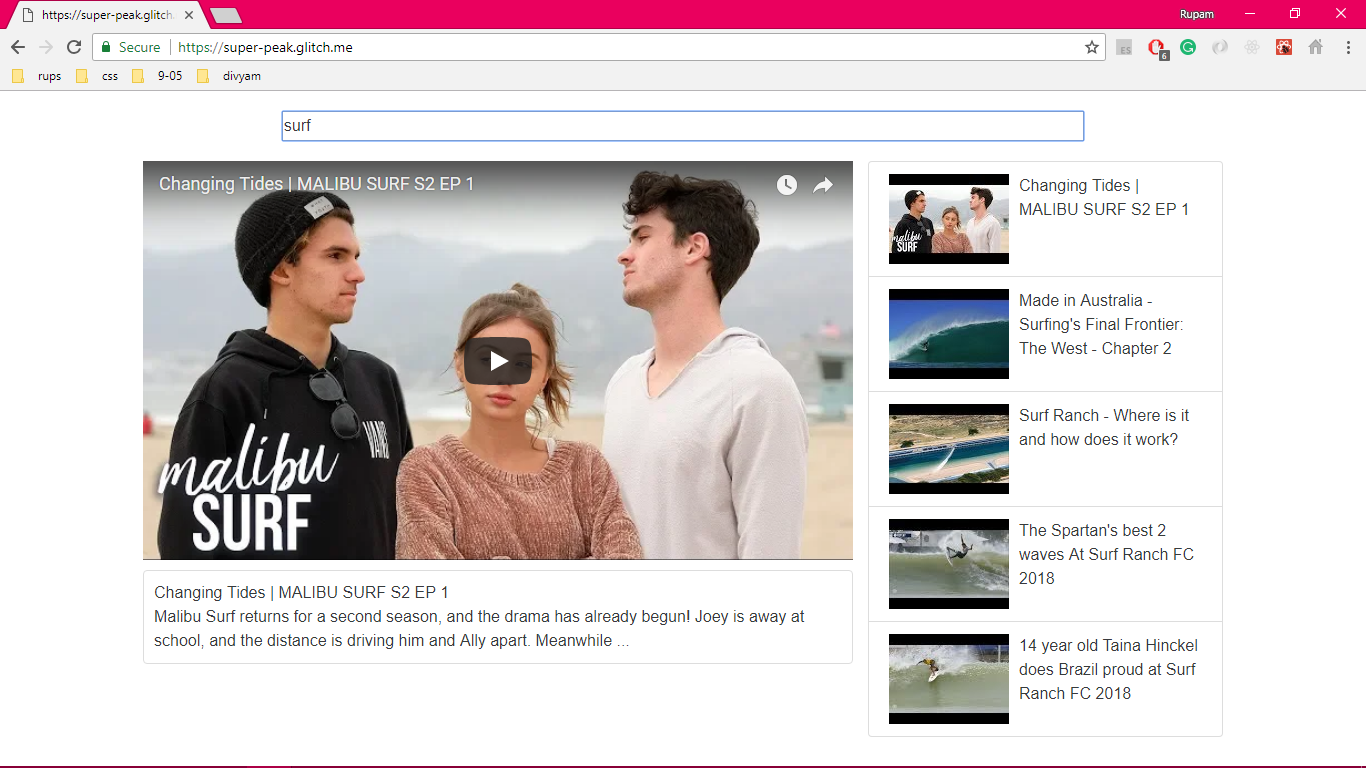 https://super-peak.glitch.
Rupam
Secure
https://super-peak.glitch.me
ES
6
rups
css
9-05
divyam
surf
Changing Tides | MALIBU SURF S2 EP 1
VANS
malibu
SURF
Changing Tides | MALIBU SURF S2 EP 1
Malibu Surf returns for a second season, and the drama has already begun! Joey is away at
school, and the distance is driving him and Ally apart. Meanwhile ...
malibu
SURF
Changing Tides |
MALIBU SURF S2 EP 1
Made in Australia -
Surfing's Final Frontier:
The West - Chapter 2
Surf Ranch - Where is it
and how does it work?
The Spartan's best 2
waves At Surf Ranch FC
2018
14 year old Taina Hinckel
does Brazil proud at Surf
Ranch FC 2018